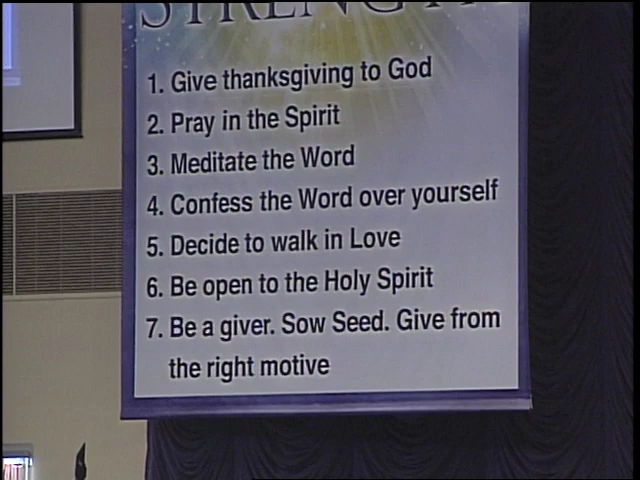 STRENGTH
1. Give thanksgiving to God
2. Pray in the Spirit
3. Meditate the Word
4. Confess the Word over yourself
5. Decide to walk in Love
6. Be open to the Holy Spirit
7. Be a giver. Sow Seed. Give from
the right motive